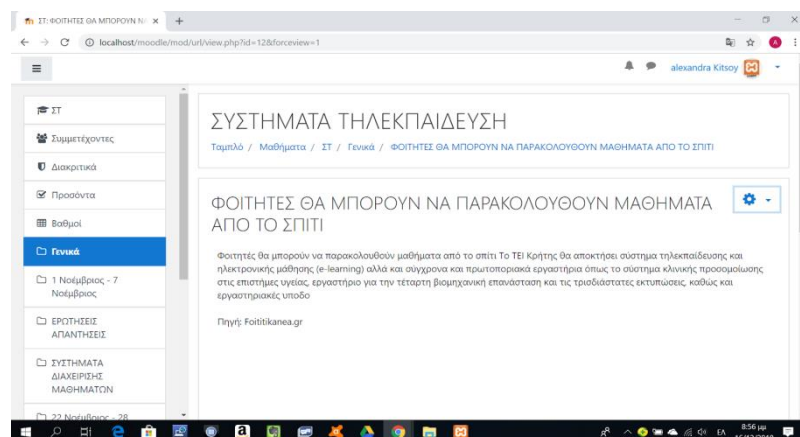 ΣΤ: ΦΟΙΤΗΤΕΣ ΘΑ ΜΠΟΡΟΥΝ ΝΑ
localhost/moodle/mod/url/view.php?id=12&forceview=1
alexandra Kitsoy
ΣΤ
Συμμετέχοντες
Διακριτικά
Προσόντα
Βαθμοί
Γενικά
1 Νοέμβριος - 7
Νοέμβριος
ΕΡΩΤΗΣΕΙΣ
ΑΠΑΝΤΗΣΕΙΣ
ΣΥΣΤΗΜΑΤΑ
ΔΙΑΧΕΙΡΙΣΗΣ
ΜΑΘΗΜΑΤΩΝ
22 Νοέμβριος - 28
ΣΥΣΤΗΜΑΤΑ ΤΗΛΕΚΠΑΙΔΕΥΣΗ
Ταμπλό / Μαθήματα / ΣΤ / Γενικά / ΦΟΙΤΗΤΕΣ ΘΑ ΜΠΟΡΟΥΝ ΝΑ ΠΑΡΑΚΟΛΟΥΘΟΥΝ ΜΑΘΗΜΑΤΑ ΑΠΟ ΤΟ ΣΠΙΤΙ
ΦΟΙΤΗΤΕΣ ΘΑ ΜΠΟΡΟΥΝ ΝΑ ΠΑΡΑΚΟΛΟΥΘΟΥΝ ΜΑΘΗΜΑΤΑ
ΑΠΟ ΤΟ ΣΠΙΤΙ
Φοιτητές θα μπορούν να παρακολουθούν μαθήματα από το σπίτι Το ΤΕΙ Κρήτης θα αποκτήσει σύστημα τηλεκπαίδευσης και
ηλεκτρονικής μάθησης (e-learning) αλλά και σύγχρονα και πρωτοποριακά εργαστήρια όπως το σύστημα κλινικής προσομοίωσης
στις επιστήμες υγείας, εργαστήριο για την τέταρτη βιομηχανική επανάσταση και τις τρισδιάστατες εκτυπώσεις, καθώς και
εργαστηριακές υποδο
Πηγή: Foititikanea.gr
ΕΛ
8:56 μμ